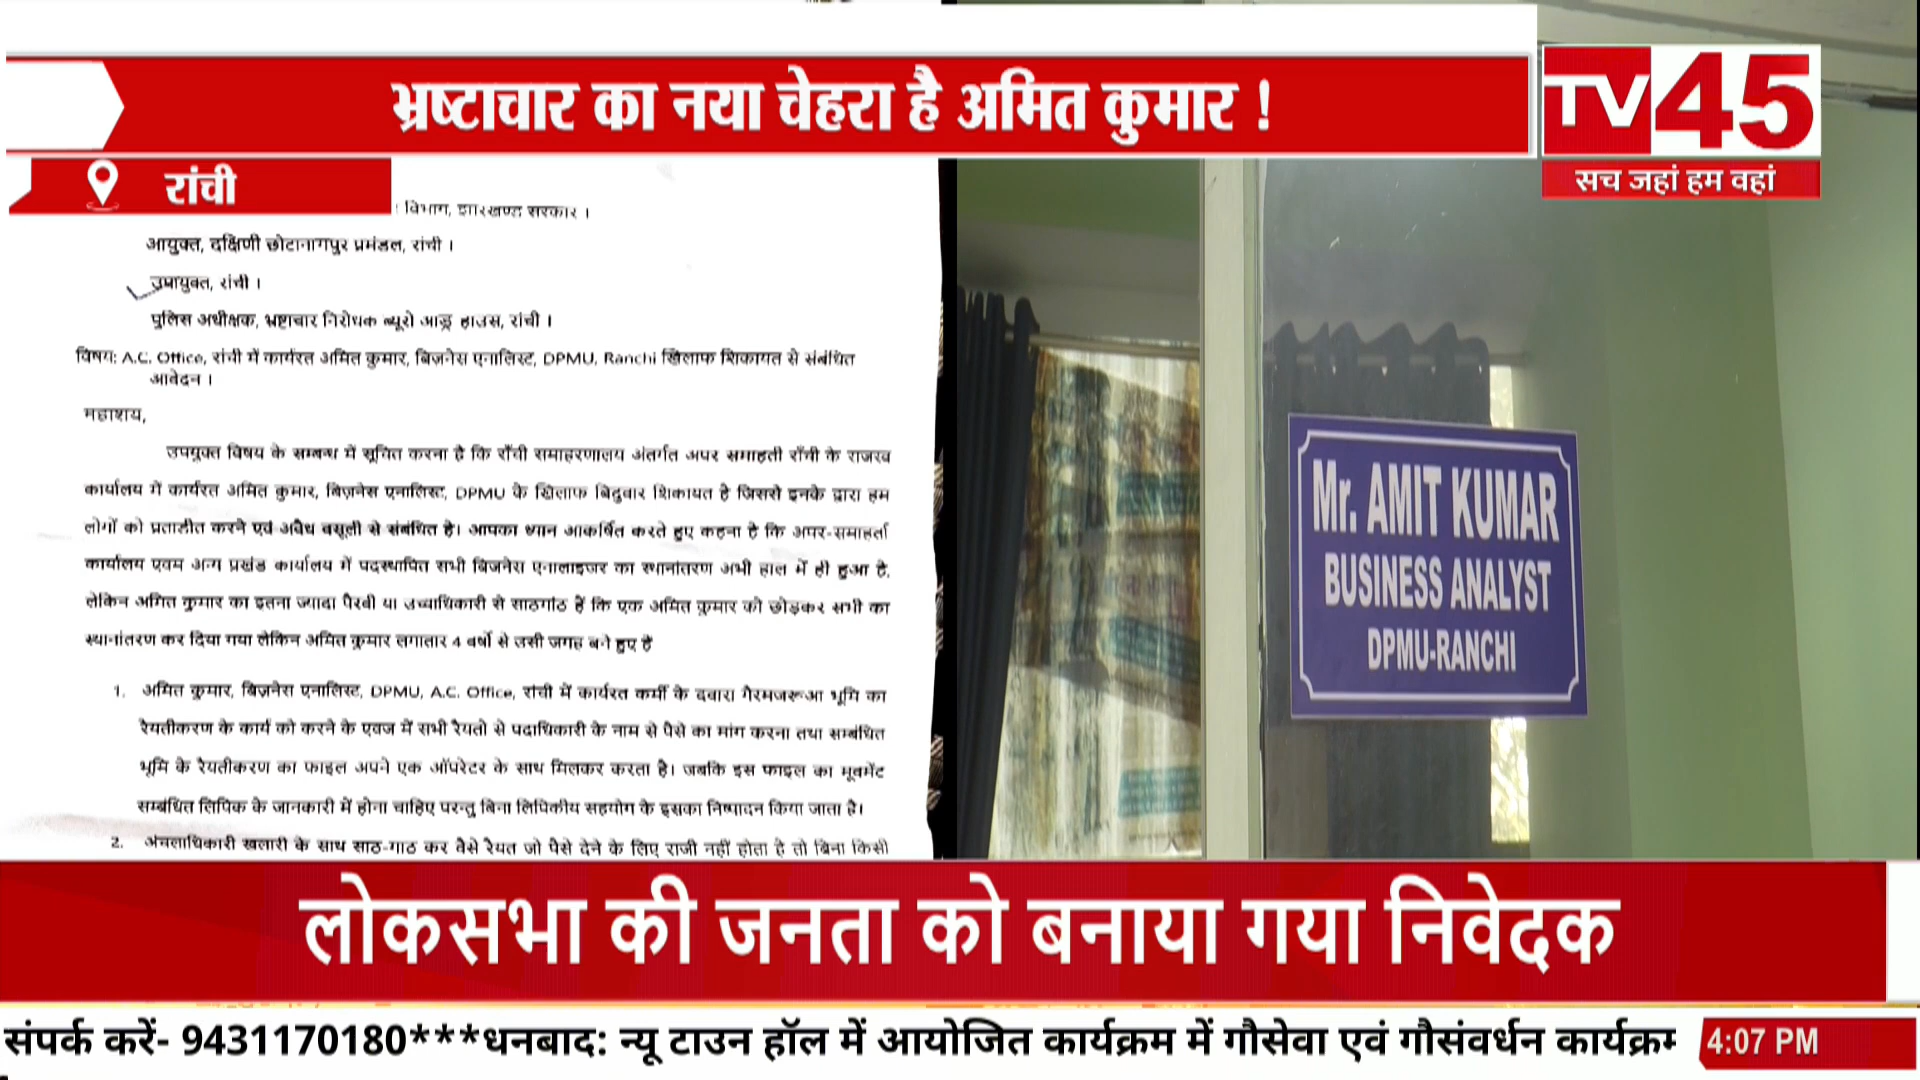 भ्रष्टाचार का नया चेहरा है अमित कुमार !
TV45
सच जहां हम वहां
रांची
विभाग, झारखण्ड सरकार ।
आयुक्त, दक्षिणी छोटानागपुर प्रमंडल, रांची ।
उपायुक्त, रांची ।
पुलिस अधीक्षक, भ्रष्टाचार निरोधक ब्यूरो आड्र हाउस, रांची ।
विषय: A.C. Office, रांची में कार्यरत अमित कुमार, बिज़नेस एनालिस्ट, DPMU, Ranchi खिलाफ शिकायत से संबंधित
आवेदन ।
महाशय,
उपयुक्त विषय के सम्बन्ध में सूचित करना है कि राँची समाहरणालय अंतर्गत अपर समाहर्ता राँची के राजस्व
कार्यालय में कार्यरत अमित कुमार, बिज़नेस एनालिस्ट, DPMU के खिलाफ बिदुवार शिकायत है जिससे इनके द्वारा हम
लोगों को प्रताडीत करने एवं अवैध वसूली से संबंधित है। आपका ध्यान आकर्षित करते हुए कहना है कि अपर-समाहर्ता
कार्यालय एवम अन्य प्रखंड कार्यालय में पदस्थापित सभी बिजनेस एनालाइजर का स्थानांतरण अभी हाल में ही हुआ है,
लेकिन अमित कुमार का इतना ज्यादा पैरवी या उच्चाधिकारी से साठगांठ हैं कि एक अमित कुमार को छोड़कर सभी का
स्थानांतरण कर दिया गया लेकिन अमित कुमार लगातार 4 वर्षो से उसी जगह बने हुए हैं
1. अमित कुमार, बिज़नेस एनालिस्ट, DPMU, A.C. Office, रांची में कार्यरत कर्मी के दवारा गैरमजरूआ भूमि का
रैयतीकरण के कार्य को करने के एवज में सभी रैयतो से पदाधिकारी के नाम से पैसे का मांग करना तथा सम्बंधित
भूमि के रैयतीकरण का फाइल अपने एक ऑपरेटर के साथ मिलकर करता है। जबकि इस फाइल का मूवमेंट
सम्बंधित लिपिक के जानकारी में होना चाहिए परन्तु बिना लिपिकीय सहयोग के इसका निष्पादन किया जाता है।
2. अंचलाधिकारी खलारी के साथ साठ-गाठ कर वैसे रैयत जो पैसे देने के लिए राजी नहीं होता है तो बिना किसी
Mr. AMIT KUMAR
BUSINESS ANALYST
DPMU-RANCHI
लोकसभा की जनता को बनाया गया निवेदक
संपर्क करें- 9431170180***धनबाद: न्यू टाउन हॉल में आयोजित कार्यक्रम में गौसेवा एवं गौसंवर्धन कार्यक्रम
4:07 PM